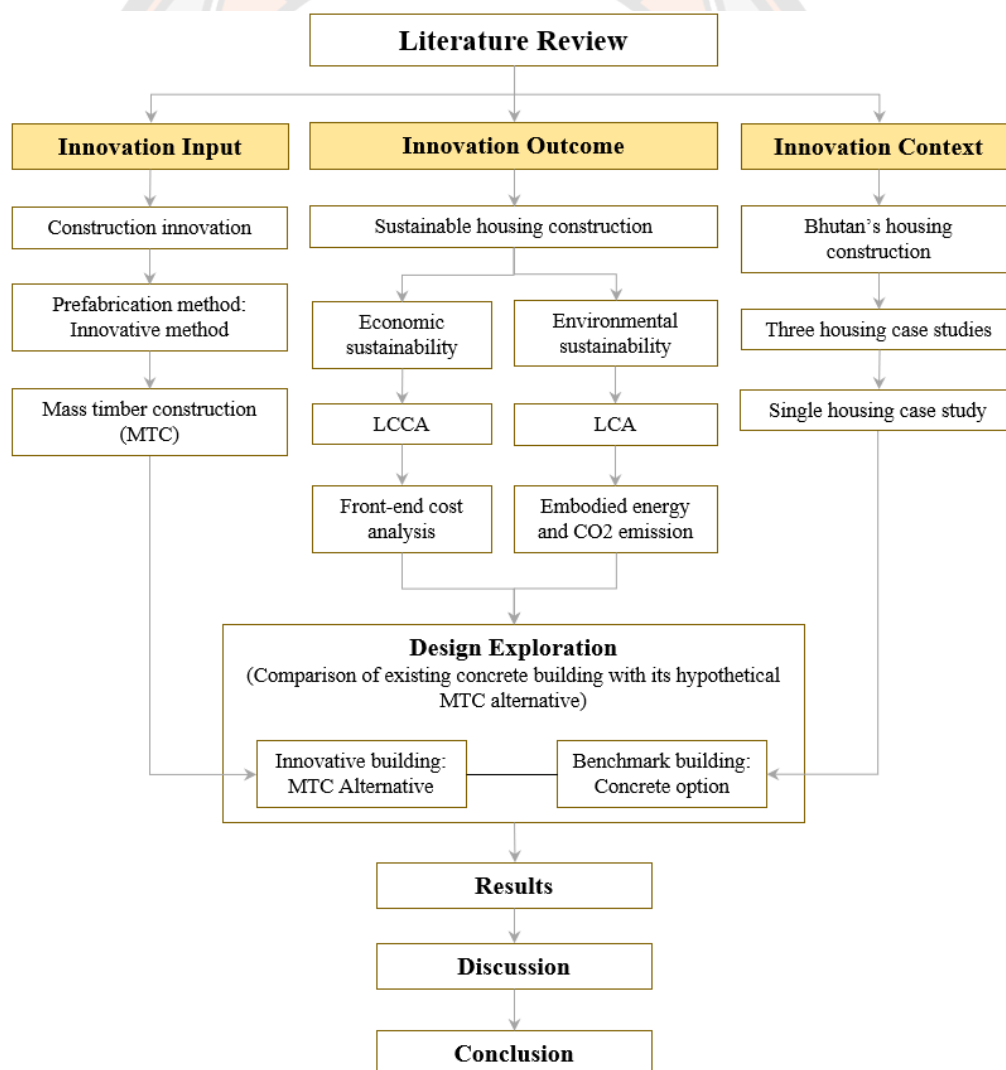 Literature Review
Innovation Input
Innovation Outcome
Innovation Context
Construction innovation
Sustainable housing construction
Bhutan’s housing
construction
Prefabrication method:
Innovative method
Economic
sustainability
Environmental
sustainability
Three housing case studies
Mass timber construction
(MTC)
LCCA
LCA
Single housing case study
Front-end cost
analysis
Embodied energy
and CO2 emission
Design Exploration
(Comparison of existing concrete building with its hypothetical
MTC alternative)
Innovative building:
MTC Alternative
Benchmark building:
Concrete option
Results
Discussion
Conclusion